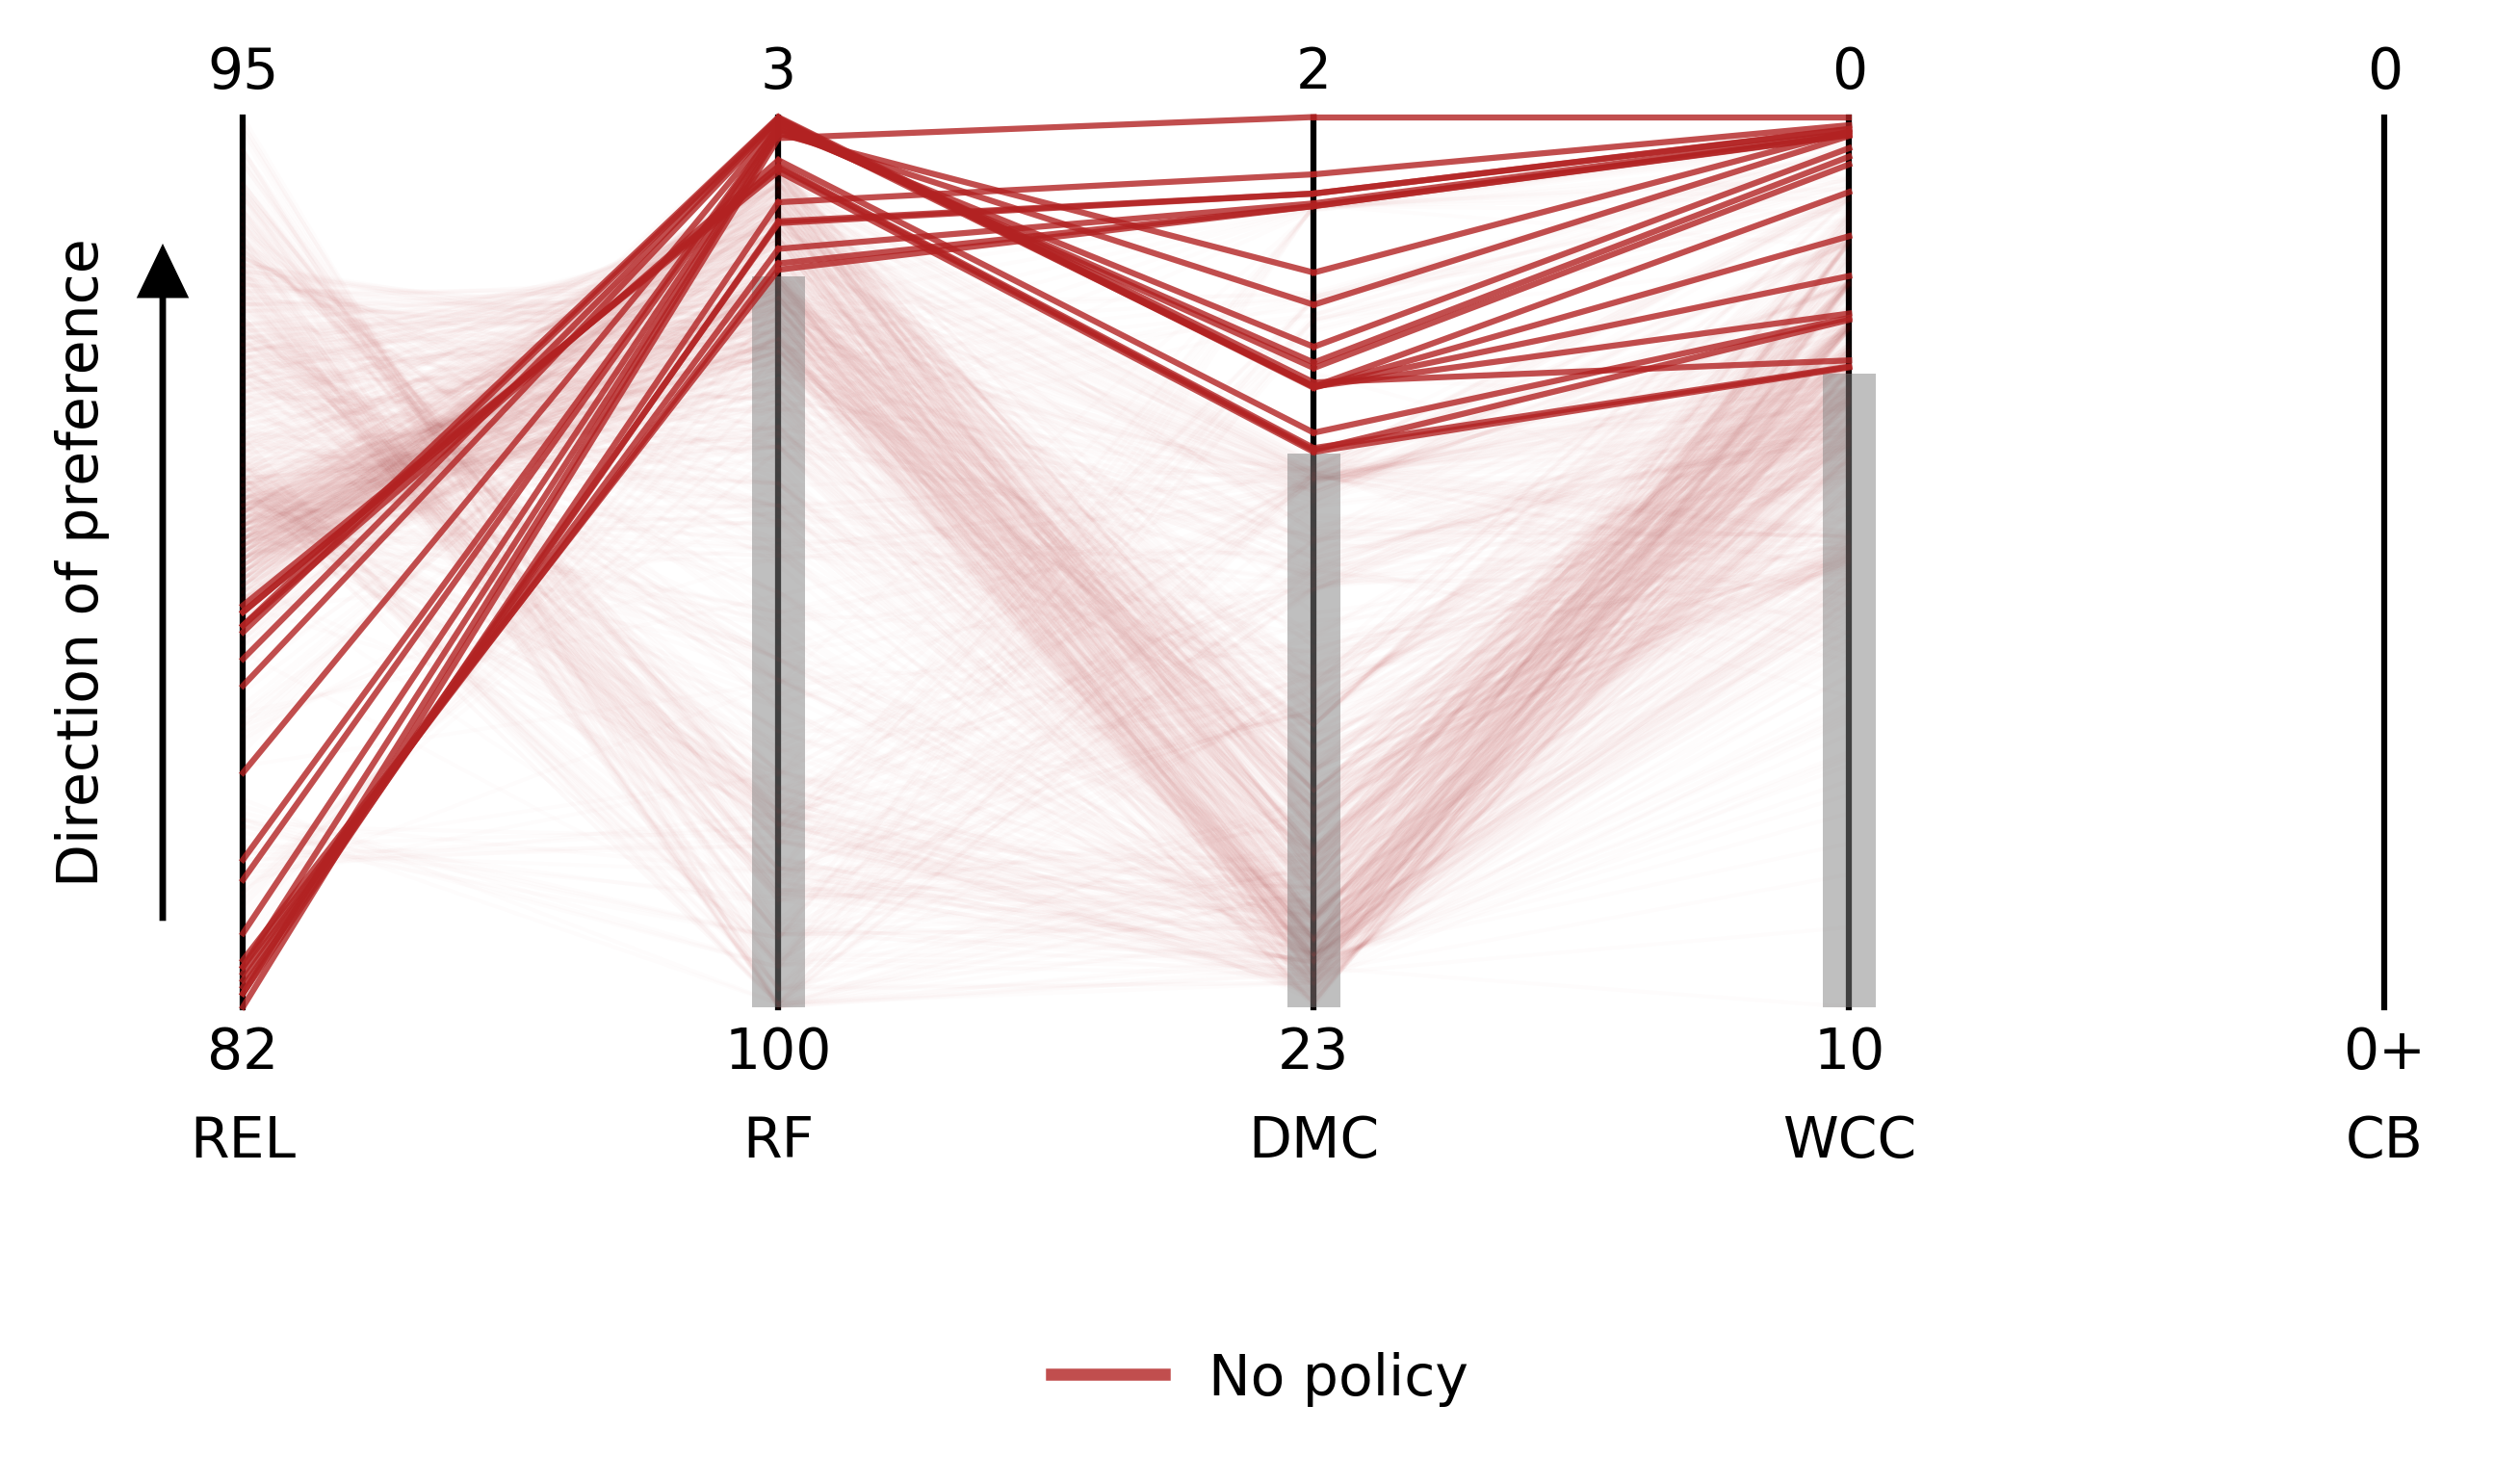 95 3 2 0 0
Direction of preference
82 100 23 10 0+
REL RF DMC WCC CB
No policy